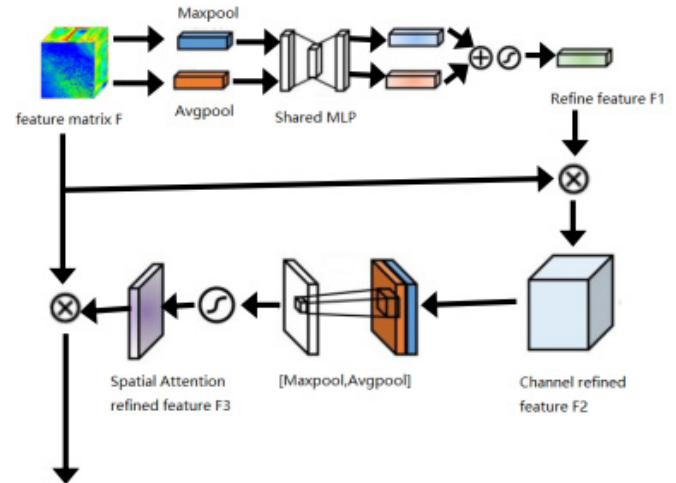 Maxpool
Avgpool
Shared MLP
feature matrix F
Refine feature F1
Spatial Attention
refined feature F3
[Maxpool,Avgpool]
Channel refined
feature F2